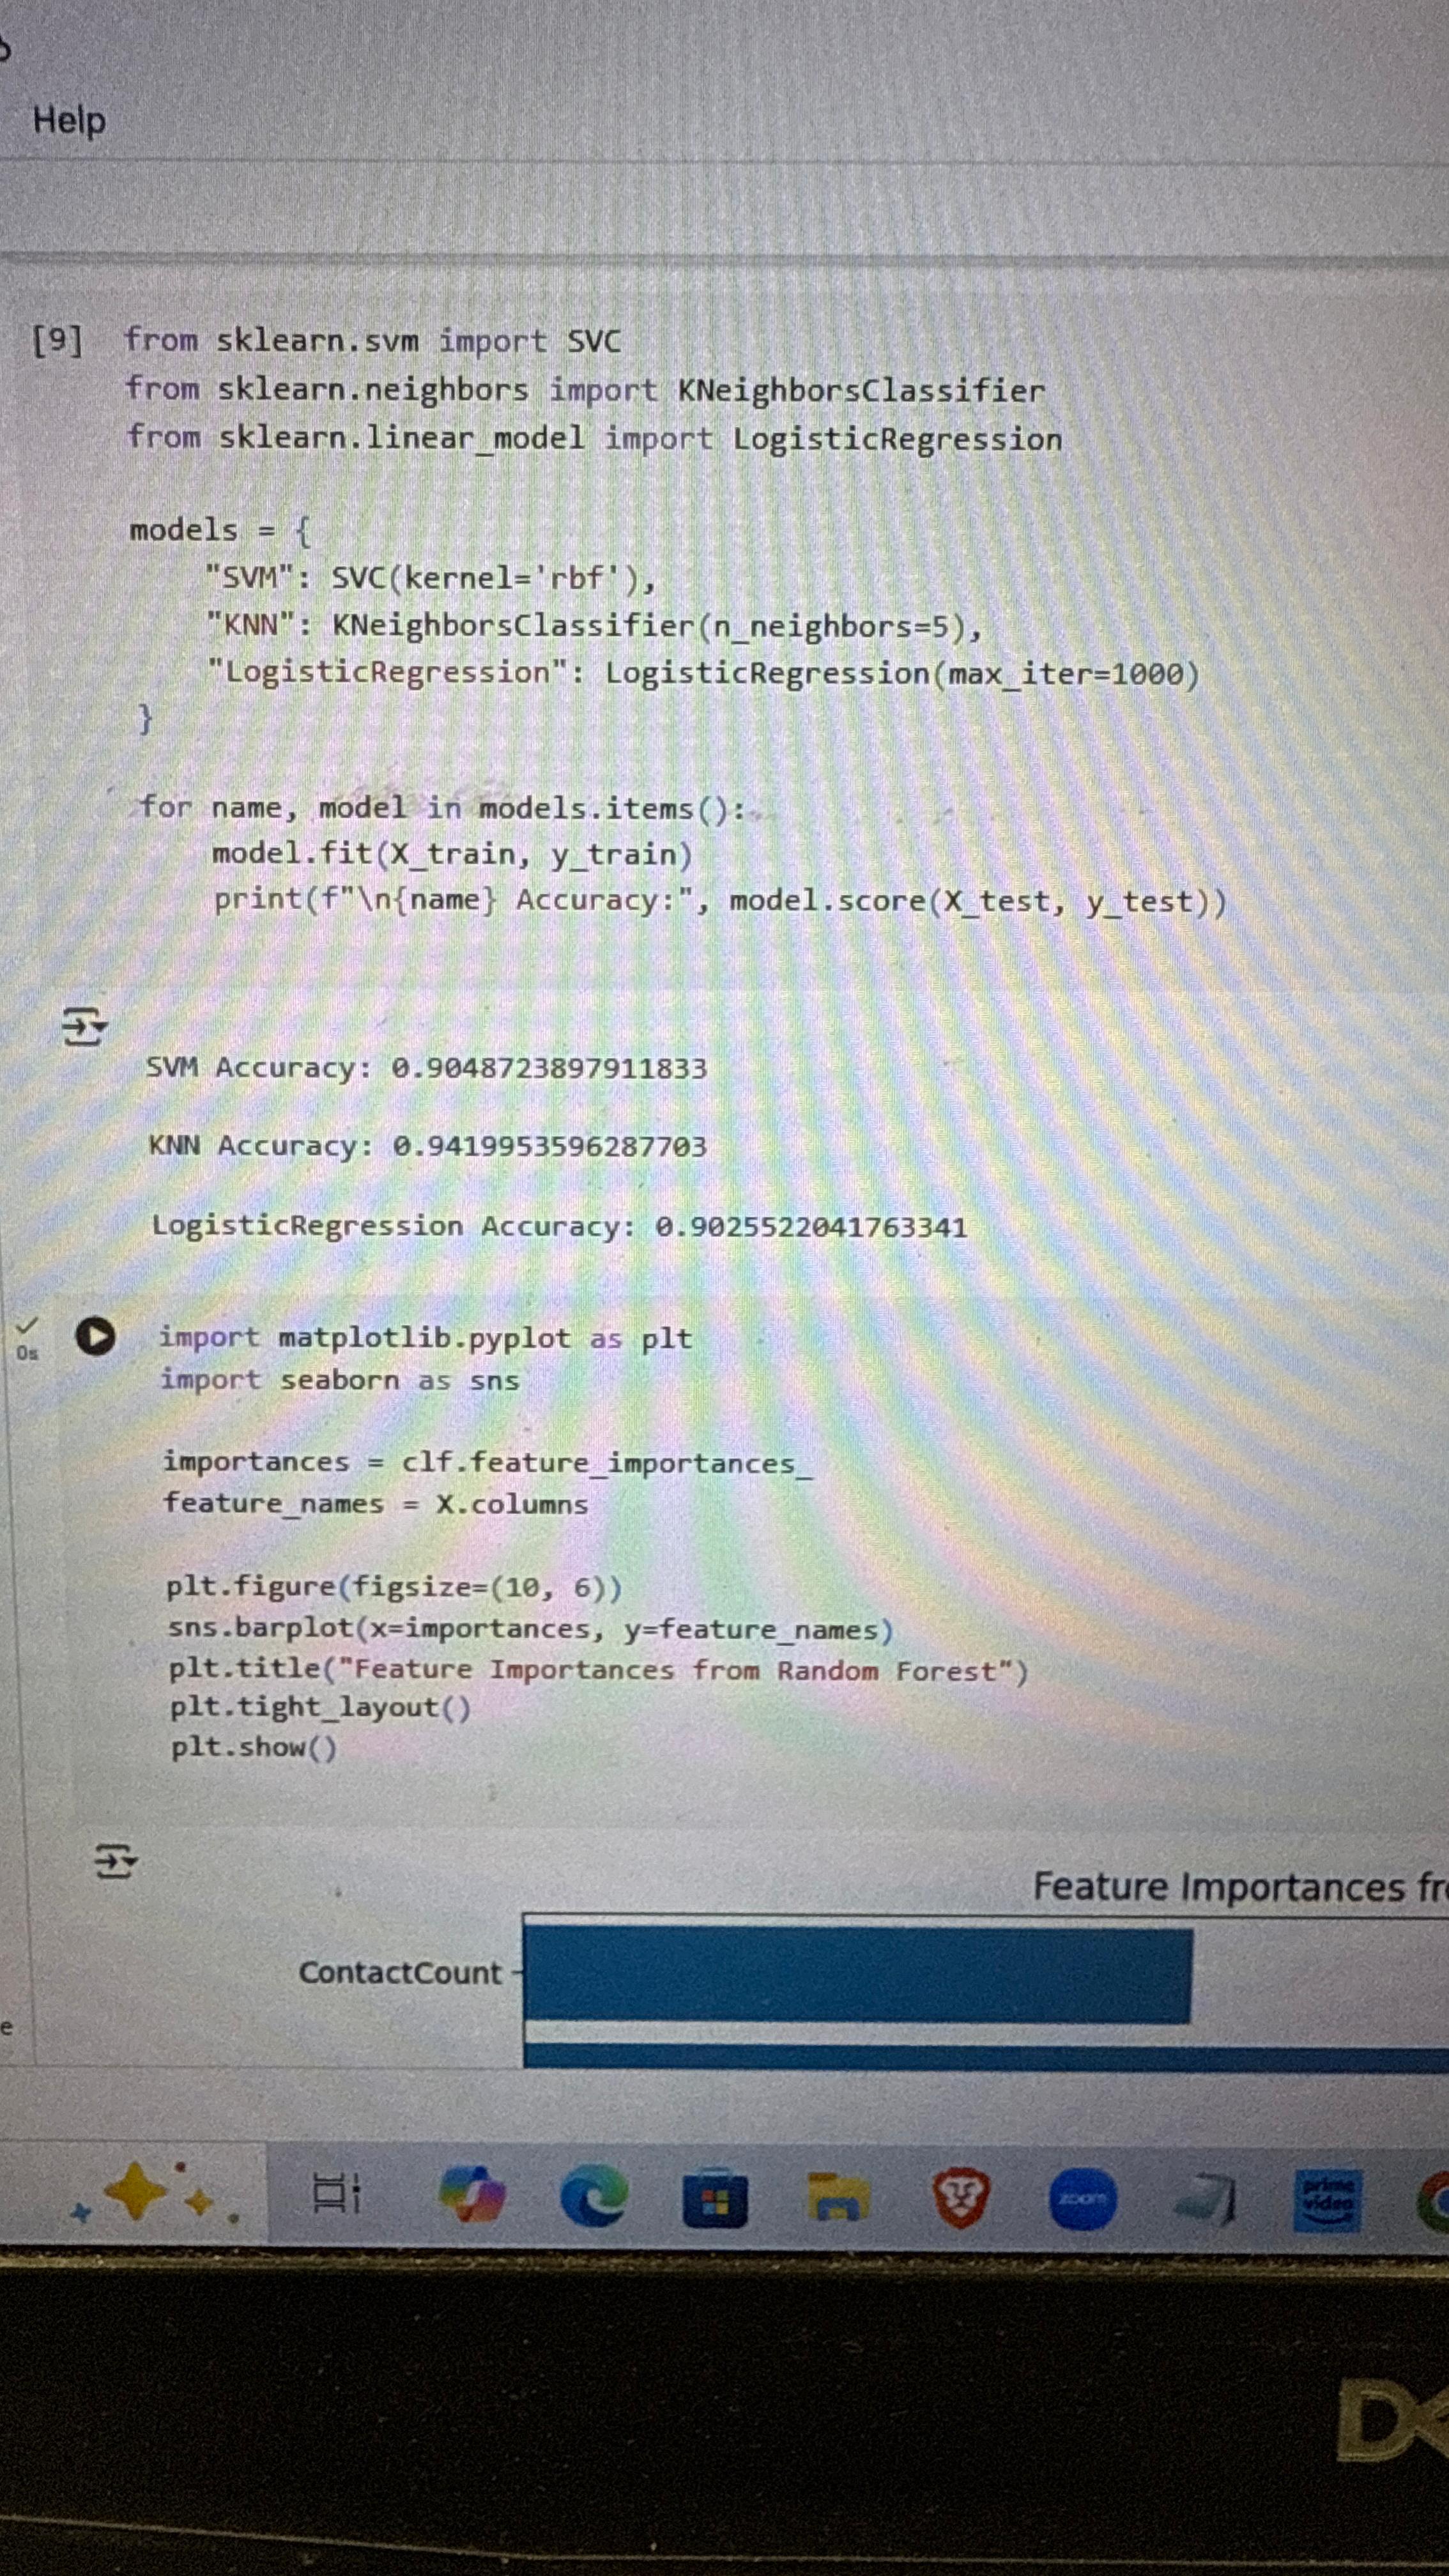 Help
[9] from sklearn.svm import SVC
from sklearn.neighbors import KNeighborsClassifier
from sklearn.linear_model import LogisticRegression
models = {
"SVM": SVC(kernel='rbf'),
"KNN": KNeighborsClassifier(n_neighbors=5),
"LogisticRegression": LogisticRegression(max_iter=1000)
}
for name, model in models.items():
model.fit(X_train, y_train)
print(f"\n{name} Accuracy:", model.score(X_test, y_test))
SVM Accuracy: 0.9048723897911833
KNN Accuracy: 0.9419953596287703
LogisticRegression Accuracy: 0.9025522041763341
0s
import matplotlib.pyplot as plt
import seaborn as sns
importances = clf.feature_importances_
feature_names = X.columns
plt.figure(figsize=(10, 6))
sns.barplot(x=importances, y=feature_names)
plt.title("Feature Importances from Random Forest")
plt.tight_layout()
plt.show()
Feature Importances fr
ContactCount
e
zoom
prime
video
D